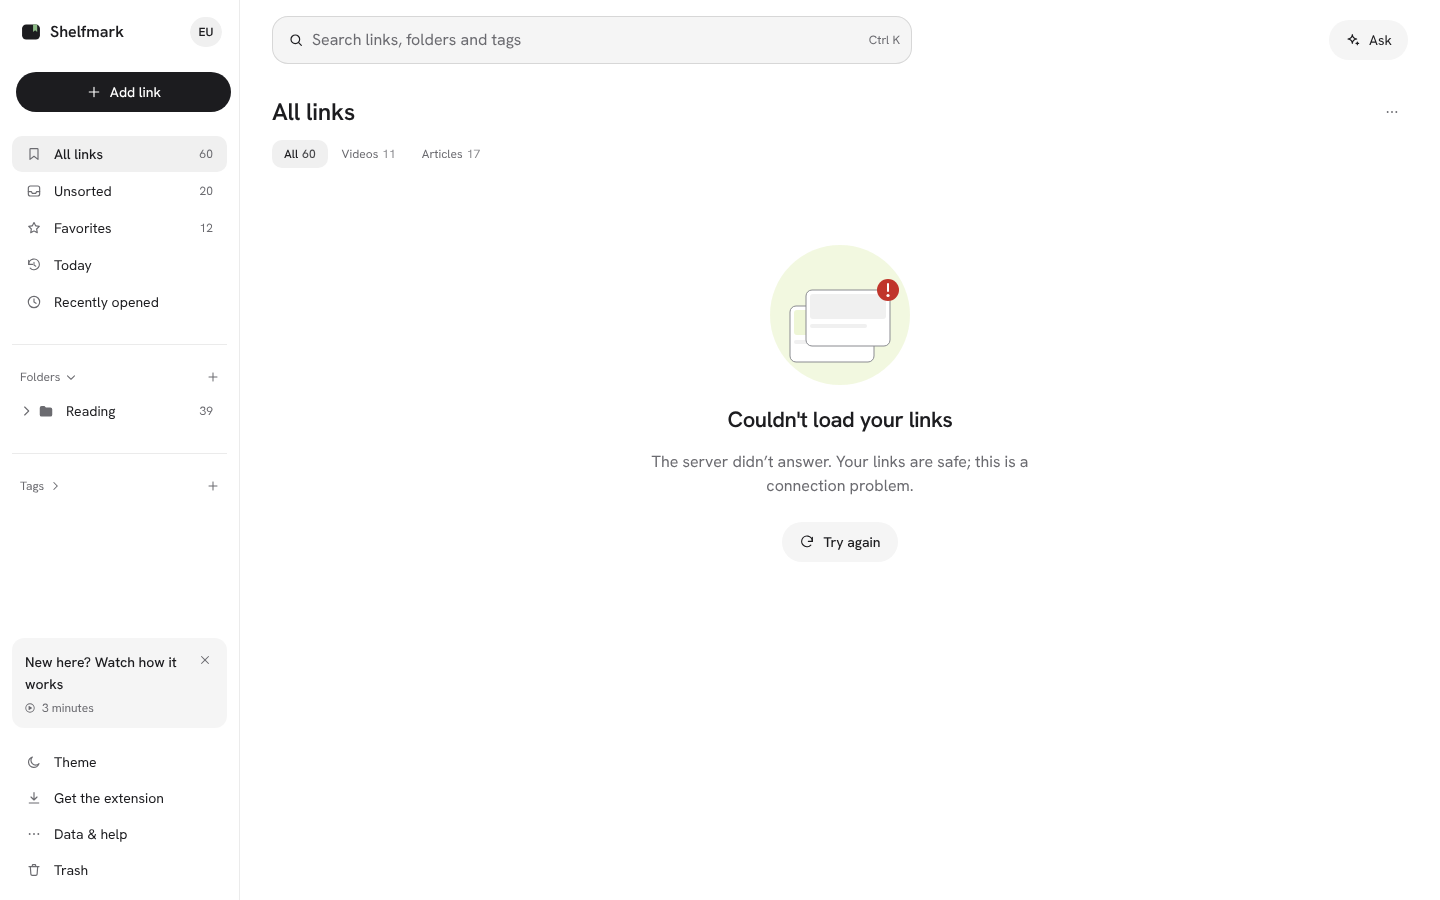 Shelfmark
EU
Add link
All links 60
Unsorted 20
Favorites 12
Today
Recently opened
Folders
Reading 39
Tags
New here? Watch how it
works
3 minutes
Theme
Get the extension
Data & help
Trash
Search links, folders and tags Ctrl K
Ask
All links
All 60 Videos 11 Articles 17
Couldn't load your links
The server didn’t answer. Your links are safe; this is a
connection problem.
Try again